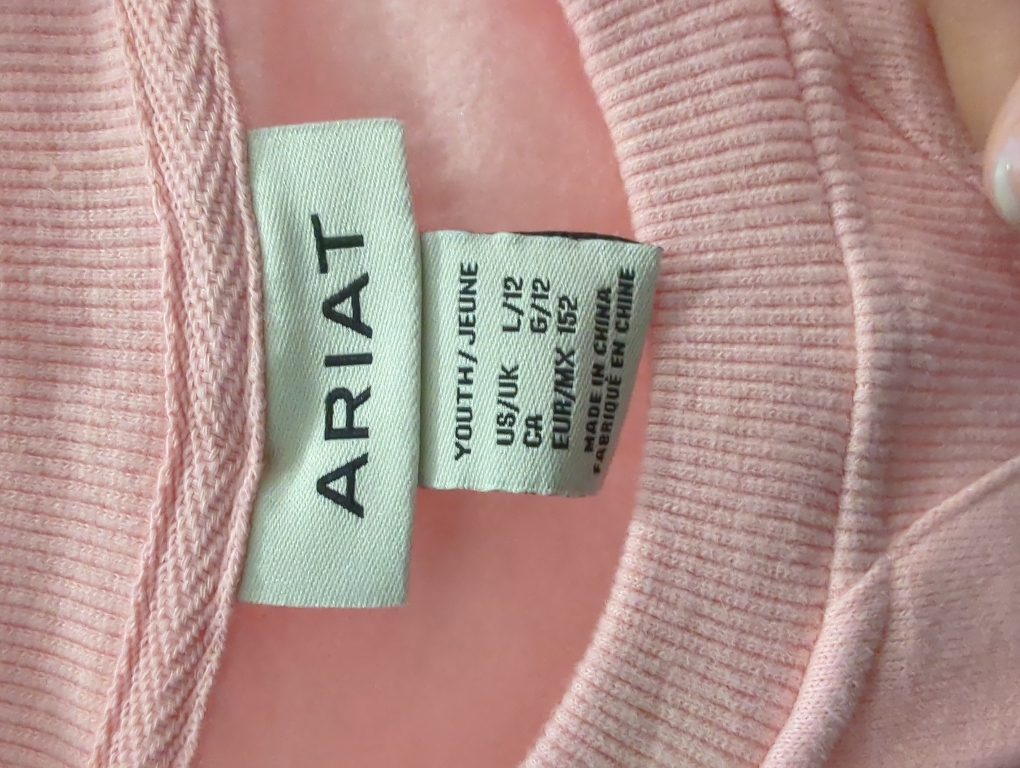 ARIAT
YOUTH/JEUNE
US/UK L/12
CA G/12
EUR/MX 152
MADE IN CHINA
FABRIQUÉ EN CHINE